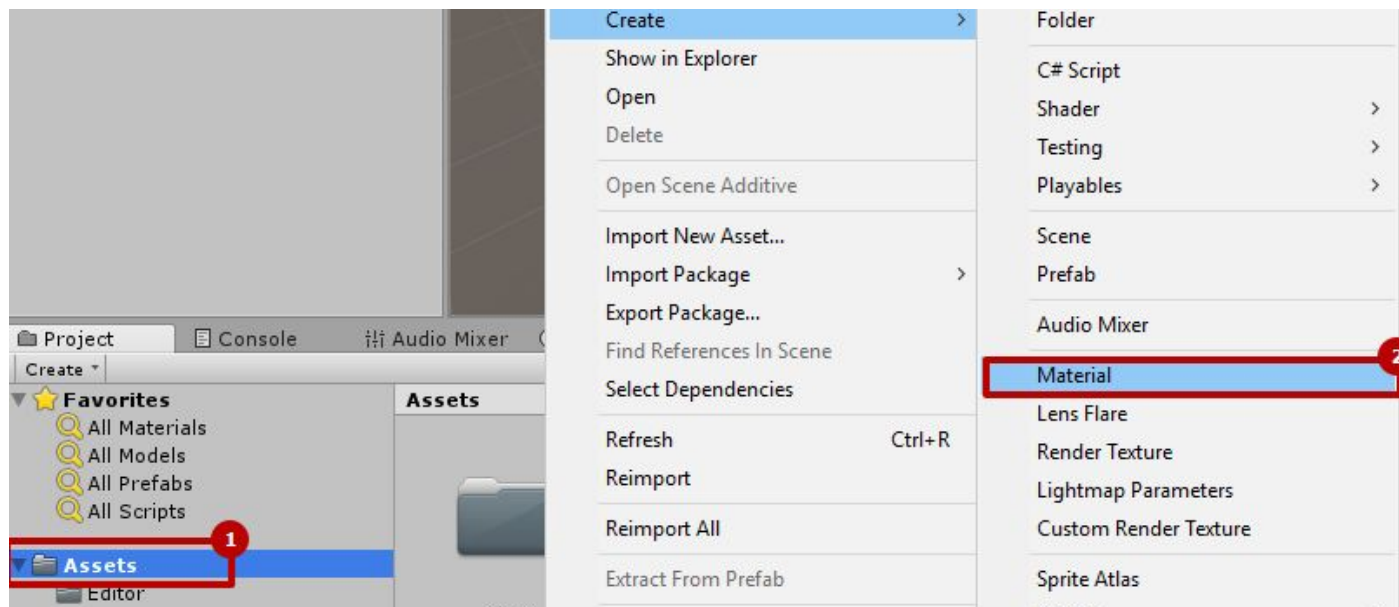 Create >
Show in Explorer
Open
Delete
Open Scene Additive
Import New Asset...
Import Package >
Export Package...
Find References In Scene
Select Dependencies
Refresh Ctrl+R
Reimport
Reimport All
Extract From Prefab
Folder
C# Script
Shader >
Testing >
Playables >
Scene
Prefab
Audio Mixer
Material
2
Lens Flare
Render Texture
Lightmap Parameters
Custom Render Texture
Sprite Atlas
Project Console Audio Mixer
Create
Favorites
All Materials
All Models
All Prefabs
All Scripts
1
Assets
Editor
Assets